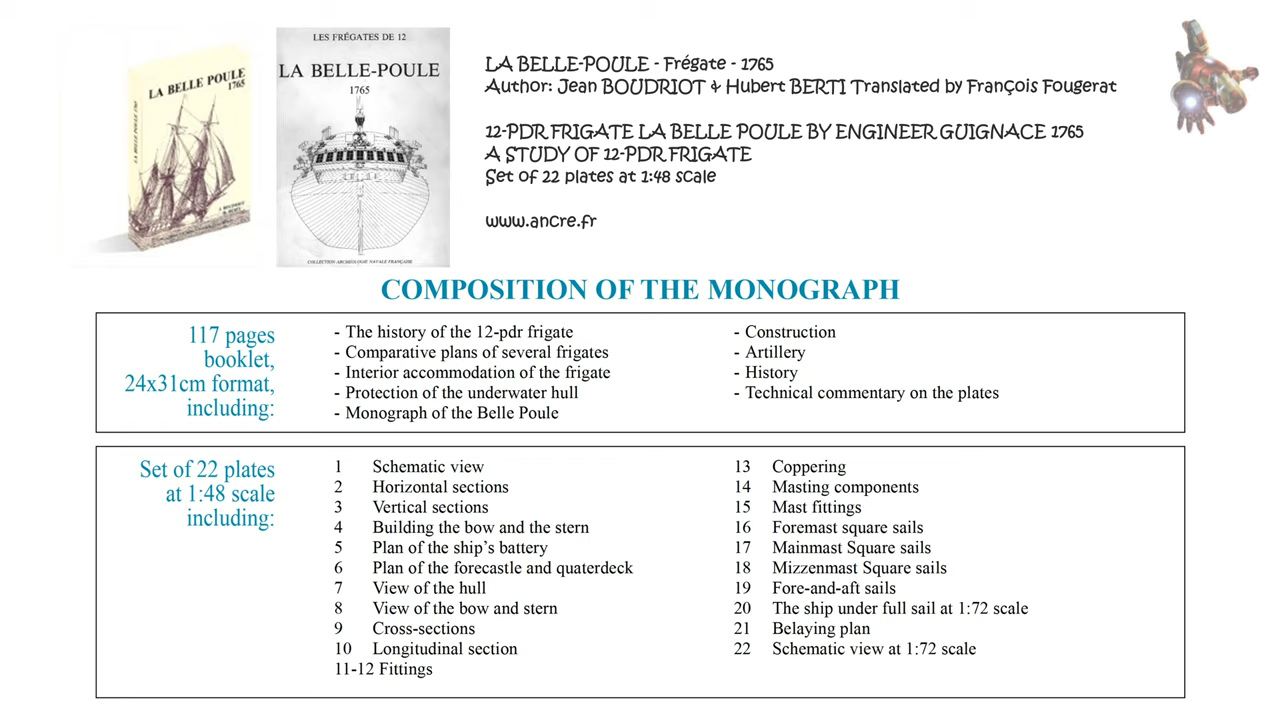 LA BELLE POULE
1765
LES FRÉGATES DE 12
LA BELLE-POULE
1765
COLLECTION ARCHÉOLOGIE NAVALE FRANÇAISE
LA BELLE-POULE - Frégate - 1765
Author: Jean BOUDRIOT & Hubert BERTI Translated by François Fougerat
12-PDR FRIGATE LA BELLE POULE BY ENGINEER GUIGNACE 1765
A STUDY OF 12-PDR FRIGATE
Set of 22 plates at 1:48 scale
www.ancre.fr
COMPOSITION OF THE MONOGRAPH
117 pages
booklet,
24x31cm format,
including:
- The history of the 12-pdr frigate
- Comparative plans of several frigates
- Interior accommodation of the frigate
- Protection of the underwater hull
- Monograph of the Belle Poule
- Construction
- Artillery
- History
- Technical commentary on the plates
Set of 22 plates
at 1:48 scale
including:
1 Schematic view
2 Horizontal sections
3 Vertical sections
4 Building the bow and the stern
5 Plan of the ship's battery
6 Plan of the forecastle and quaterdeck
7 View of the hull
8 View of the bow and stern
9 Cross-sections
10 Longitudinal section
11-12 Fittings
13 Coppering
14 Masting components
15 Mast fittings
16 Foremast square sails
17 Mainmast Square sails
18 Mizzenmast Square sails
19 Fore-and-aft sails
20 The ship under full sail at 1:72 scale
21 Belaying plan
22 Schematic view at 1:72 scale